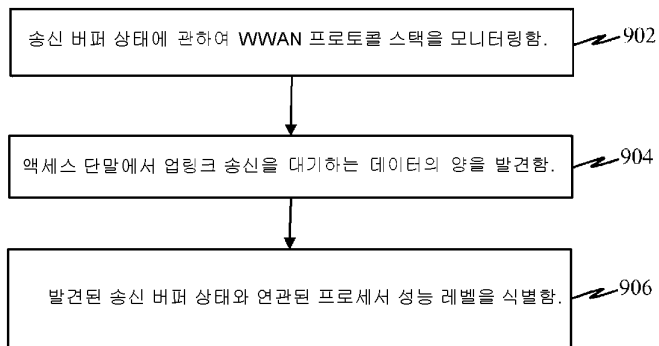 송신 버퍼 상태에 관하여 WWAN 프로토콜 스택을 모니터링함.
902
액세스 단말에서 업링크 송신을 대기하는 데이터의 양을 발견함.
904
발견된 송신 버퍼 상태와 연관된 프로세서 성능 레벨을 식별함.
906